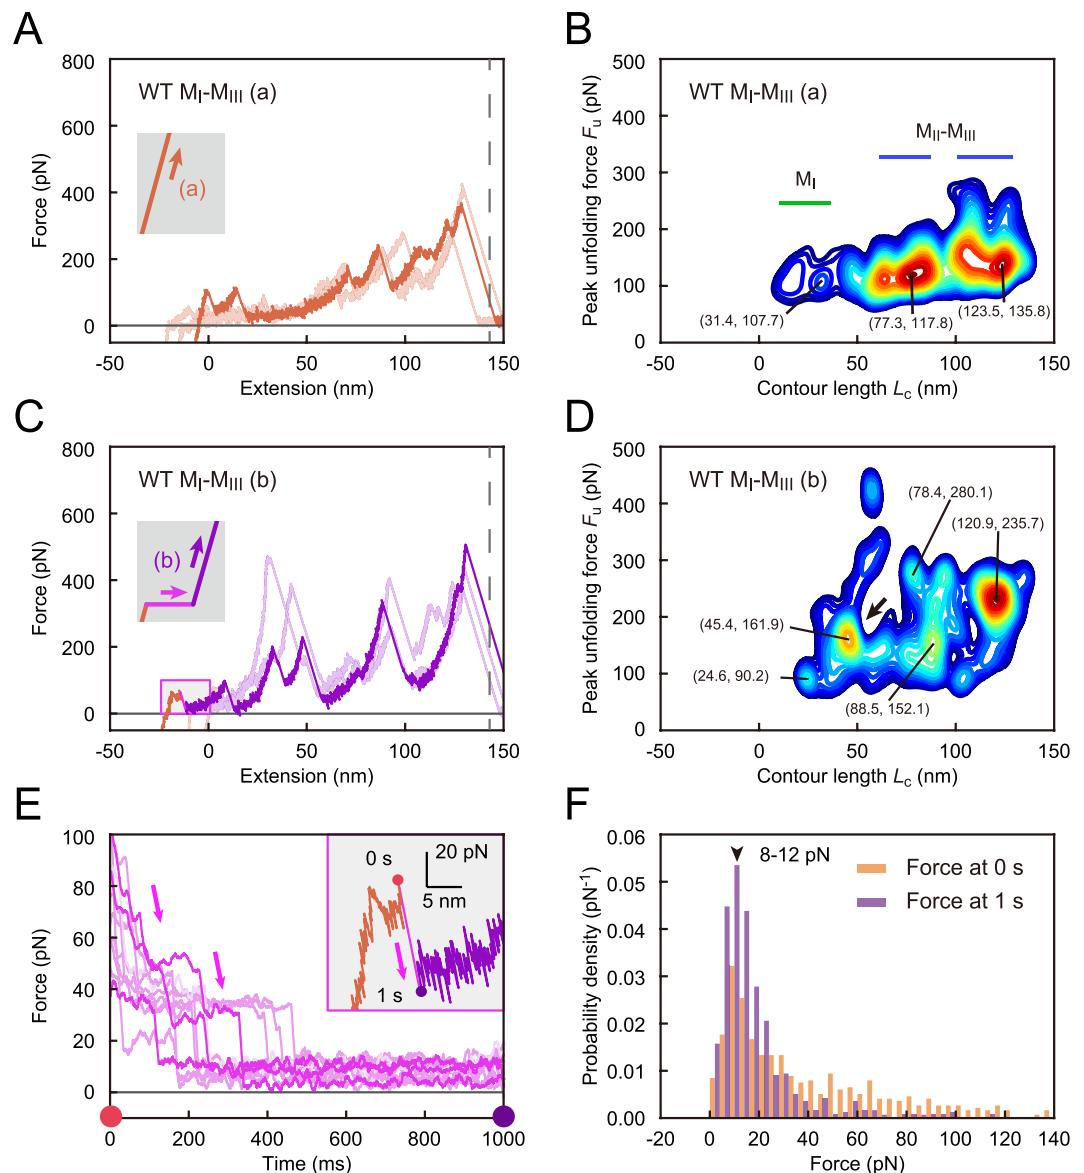 A
800
600
400
200
0
Force (pN)
WT MI-MIII (a)
(a)
-50
0
50
100
150
Extension (nm)
B
500
400
300
200
100
0
Peak unfolding force Fu (pN)
WT MI-MIII (a)
MII-MIII
MI
(31.4, 107.7)
(77.3, 117.8)
(123.5, 135.8)
-50
0
50
100
150
Contour length Lc (nm)
C
800
600
400
200
0
Force (pN)
WT MI-MIII (b)
(b)
-50
0
50
100
150
Extension (nm)
D
500
400
300
200
100
0
Peak unfolding force Fu (pN)
WT MI-MIII (b)
(78.4, 280.1)
(120.9, 235.7)
(45.4, 161.9)
(24.6, 90.2)
(88.5, 152.1)
-50
0
50
100
150
Contour length Lc (nm)
E
100
80
60
40
20
0
Force (pN)
0 s
20 pN
5 nm
1 s
0
200
400
600
800
1000
Time (ms)
F
0.06
0.05
0.04
0.03
0.02
0.01
0.00
Probability density (pN-1)
8-12 pN
Force at 0 s
Force at 1 s
-20
0
20
40
60
80
100
120
140
Force (pN)